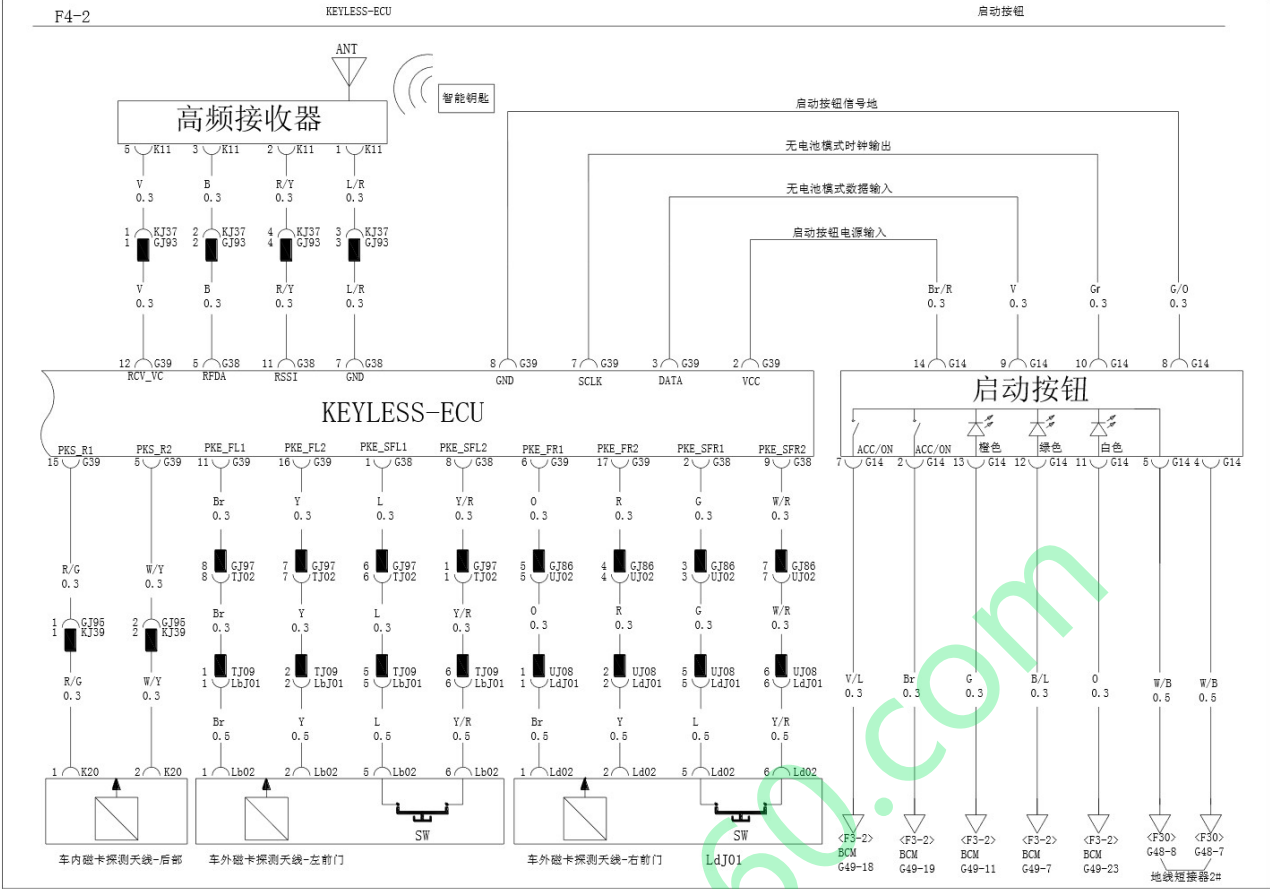 F4-2 KEYLESS-ECU 启动按钮
ANT
智能钥匙
高频接收器
启动按钮信号地
无电池模式时钟输出
无电池模式数据输入
启动按钮电源输入
5 K11 3 K11 2 K11 1 K11
V B R/Y L/R
0.3 0.3 0.3 0.3
1 KJ37 2 KJ37 4 KJ37 3 KJ37
1 GJ93 2 GJ93 4 GJ93 3 GJ93
V B R/Y L/R Br/R V Gr G/O
0.3 0.3 0.3 0.3 0.3 0.3 0.3 0.3
12 G39 5 G38 11 G38 7 G38 8 G39 7 G39 3 G39 2 G39 14 G14 9 G14 10 G14 8 G14
RCV_VC RFDA RSSI GND GND SCLK DATA VCC
KEYLESS-ECU
启动按钮
PKS_R1 PKS_R2 PKE_FL1 PKE_FL2 PKE_SFL1 PKE_SFL2 PKE_FR1 PKE_FR2 PKE_SFR1 PKE_SFR2 ACC/ON ACC/ON 橙色 绿色 白色
15 G39 5 G39 11 G39 16 G39 1 G38 8 G38 6 G39 17 G39 2 G38 9 G38 7 G14 2 G14 13 G14 12 G14 11 G14 5 G14 4 G14
Br Y L Y/R O R G W/R
0.3 0.3 0.3 0.3 0.3 0.3 0.3 0.3
R/G W/Y
0.3 0.3
8 GJ97 7 GJ97 6 GJ97 1 GJ97 5 GJ86 4 GJ86 3 GJ86 7 GJ86
8 TJ02 7 TJ02 6 TJ02 1 TJ02 5 UJ02 4 UJ02 3 UJ02 7 UJ02
Br Y L Y/R O R G W/R
0.3 0.3 0.3 0.3 0.3 0.3 0.3 0.3
1 GJ95 2 GJ95
1 KJ39 2 KJ39
1 TJ09 2 TJ09 5 TJ09 6 TJ09 1 UJ08 2 UJ08 5 UJ08 6 UJ08
1 LbJ01 2 LbJ01 5 LbJ01 6 LbJ01 1 LdJ01 2 LdJ01 5 LdJ01 6 LdJ01
R/G W/Y V/L Br G B/L O W/B W/B
0.3 0.3 0.3 0.3 0.3 0.3 0.3 0.5 0.5
Br Y L Y/R Br Y L Y/R
0.5 0.5 0.5 0.5 0.5 0.5 0.5 0.5
1 K20 2 K20 1 Lb02 2 Lb02 5 Lb02 6 Lb02 1 Ld02 2 Ld02 5 Ld02 6 Ld02
SW SW
<F3-2> <F3-2> <F3-2> <F3-2> <F3-2> <F30> <F30>
BCM BCM BCM BCM BCM G48-8 G48-7
G49-18 G49-19 G49-11 G49-7 G49-23
车内磁卡探测天线-后部 车外磁卡探测天线-左前门 车外磁卡探测天线-右前门 LdJ01 地线短接器2#
60.com